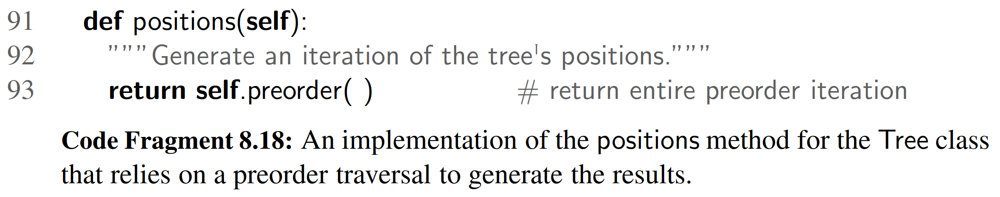 91 def positions(self):
92 """Generate an iteration of the tree's positions."""
93 return self.preorder( ) # return entire preorder iteration
Code Fragment 8.18: An implementation of the positions method for the Tree class
that relies on a preorder traversal to generate the results.